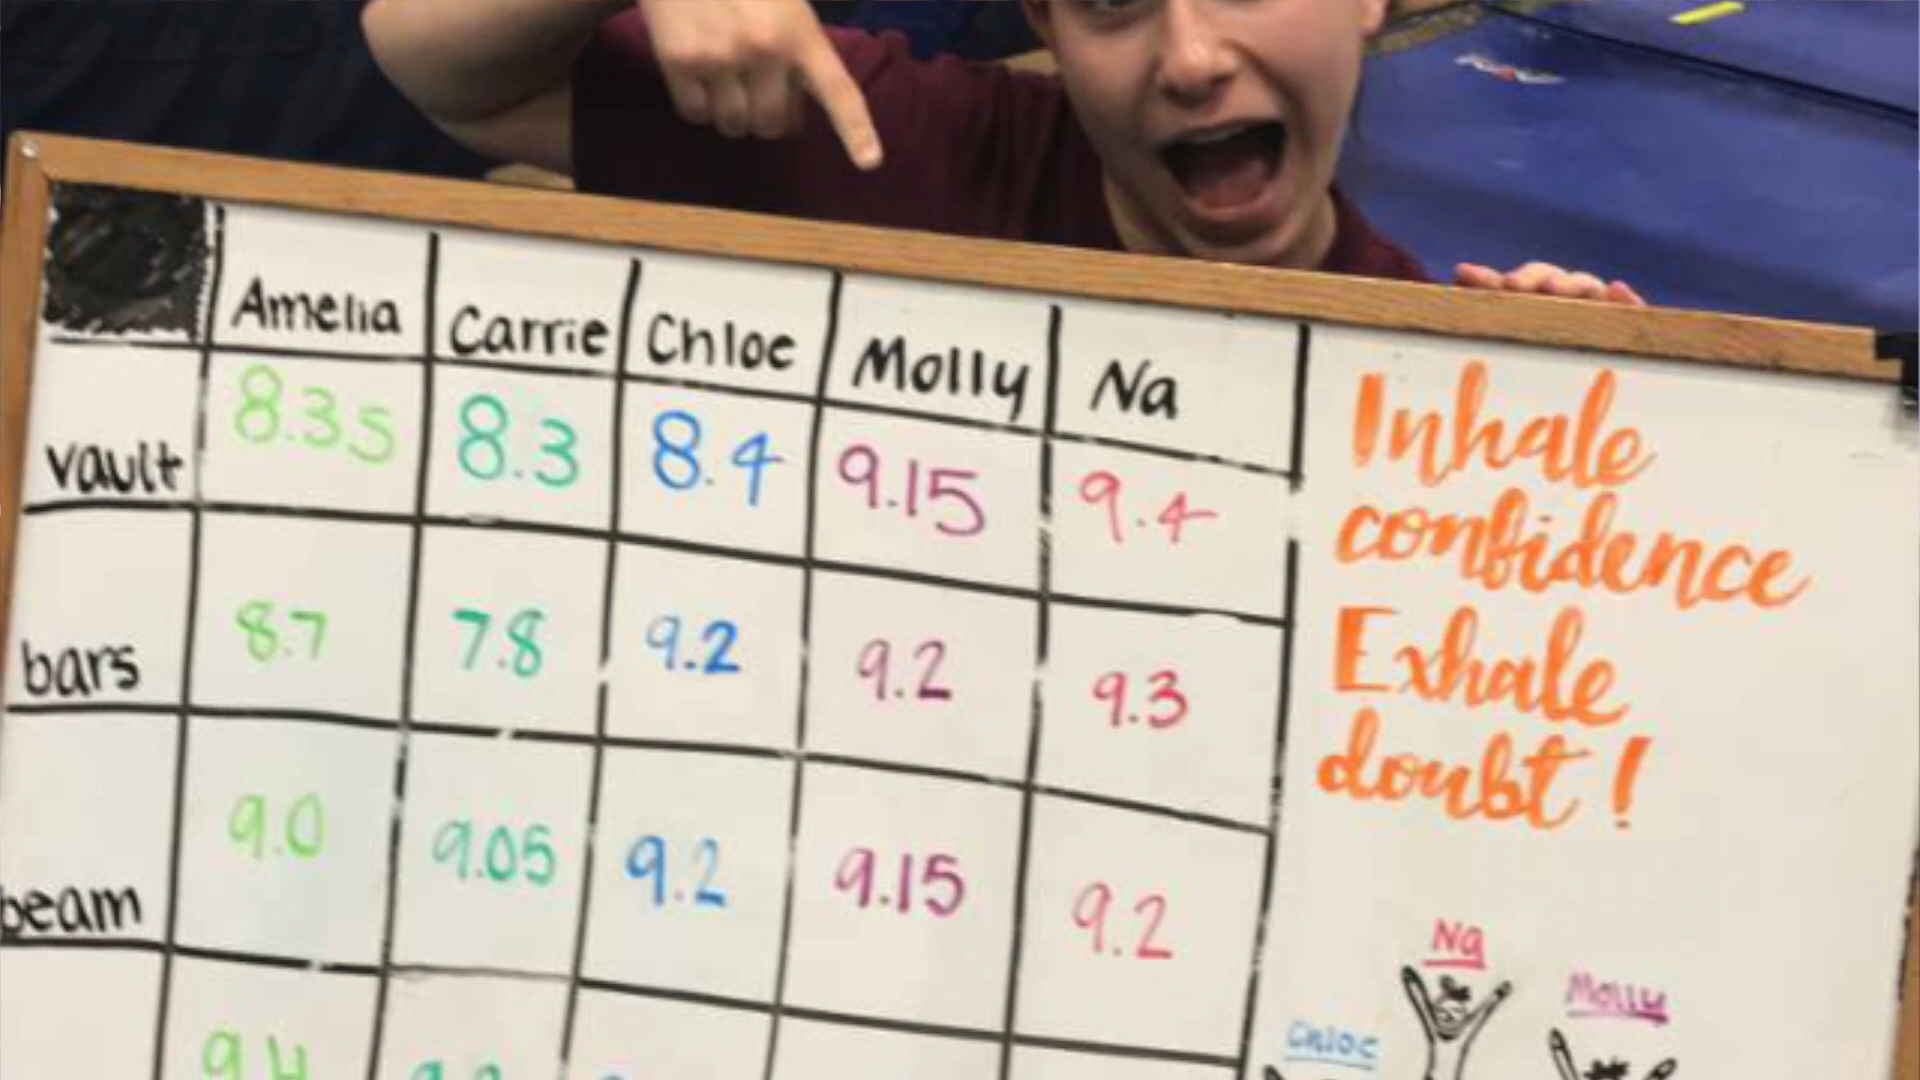 Amelia Carrie Chloe Molly Na
vault 8.35 8.3 8.4 9.15 9.4
bars 8.7 7.8 9.2 9.2 9.3
beam 9.0 9.05 9.2 9.15 9.2
9.4
Inhale
confidence
Exhale
doubt!
Na
Molly
Chloe